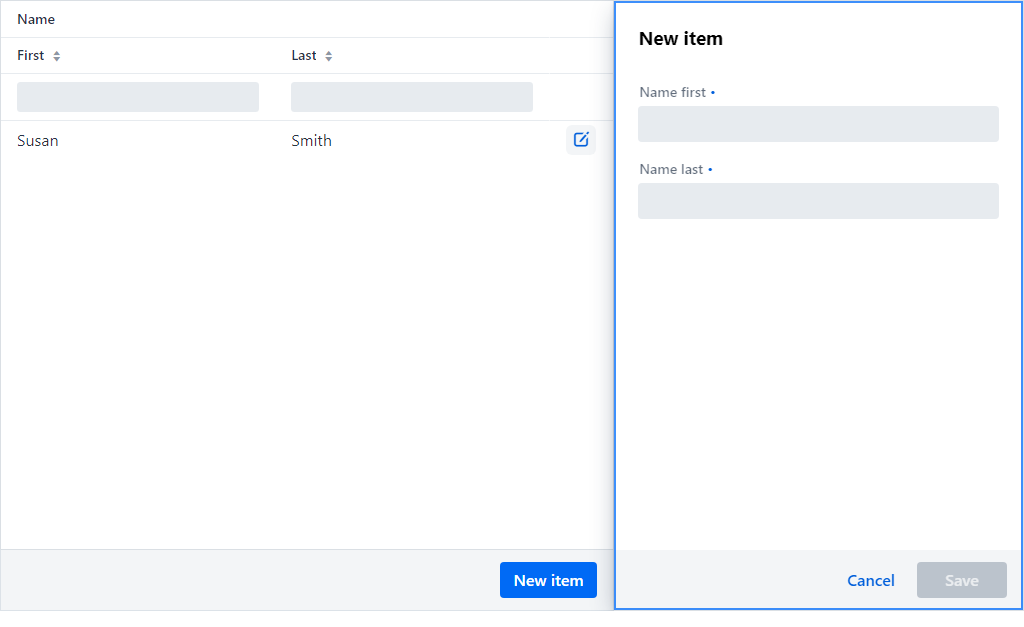 Name
First Last
Susan Smith
New item
New item
Name first •
Name last •
Cancel Save